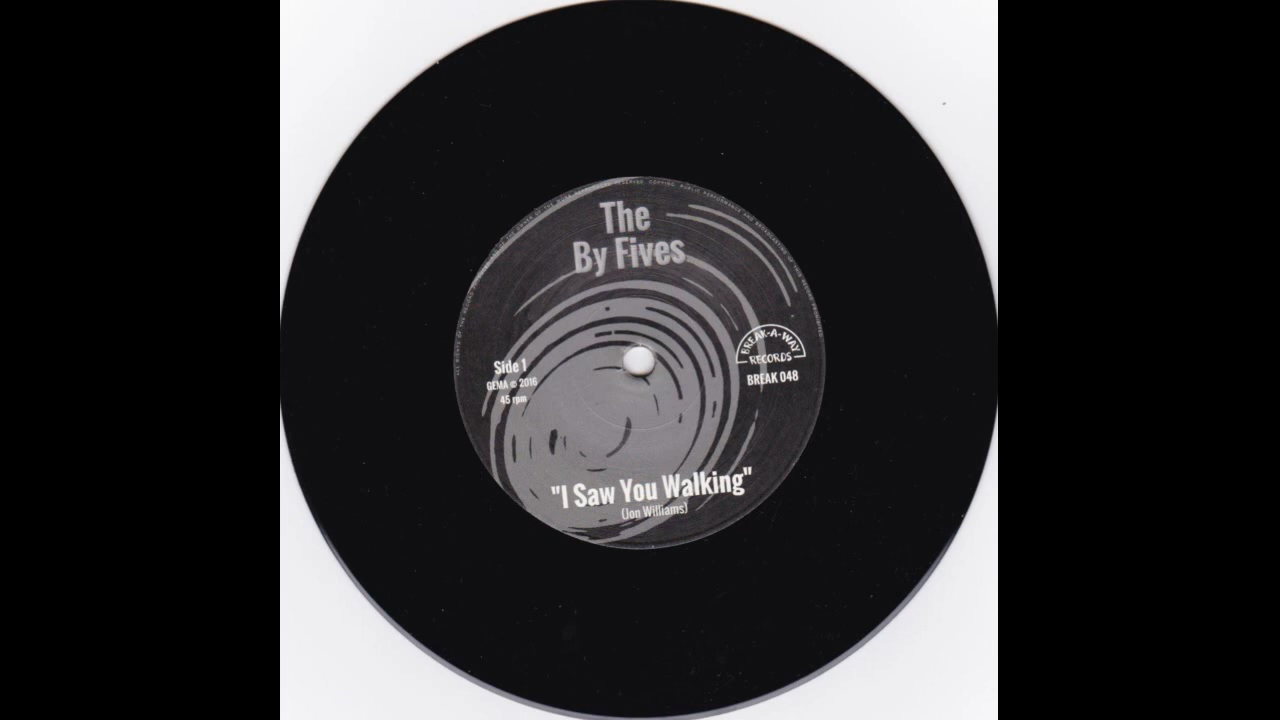 The
By Fives
BREAK-A-WAY
RECORDS
BREAK 048
Side 1
GEMA © 2016
45 rpm
"I Saw You Walking"
(Jon Williams)